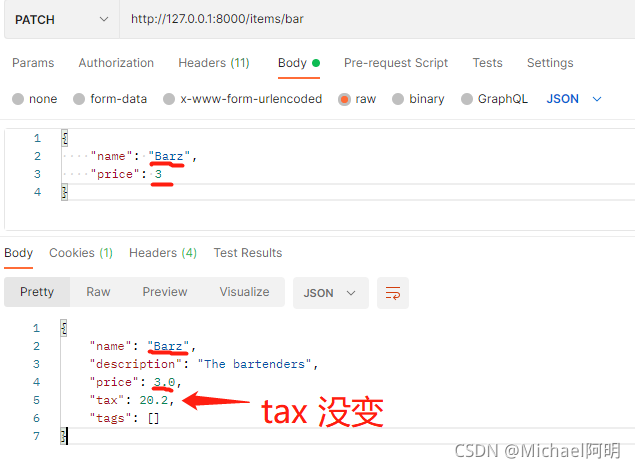 PATCH http://127.0.0.1:8000/items/bar
Params Authorization Headers (11) Body Pre-request Script Tests Settings
none form-data x-www-form-urlencoded raw binary GraphQL JSON
1 {
2 "name": "Barz",
3 "price": 3
4 }
Body Cookies (1) Headers (4) Test Results
Pretty Raw Preview Visualize JSON
1 {
2 "name": "Barz",
3 "description": "The bartenders",
4 "price": 3.0,
5 "tax": 20.2,
6 "tags": []
7 }
tax 没变
CSDN @Michael阿明